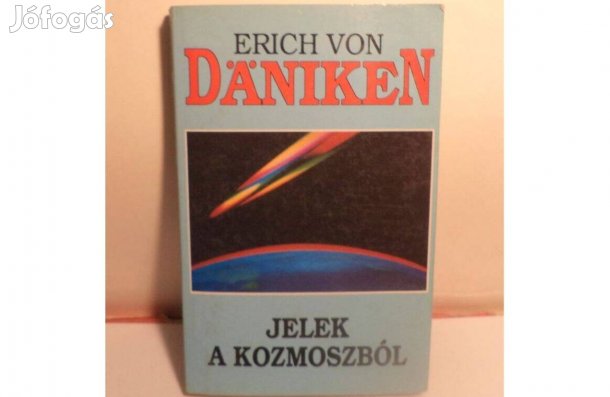 Jófogás
ERICH VON
DÄNIKEN
JELEK
A KOZMOSZBÓL